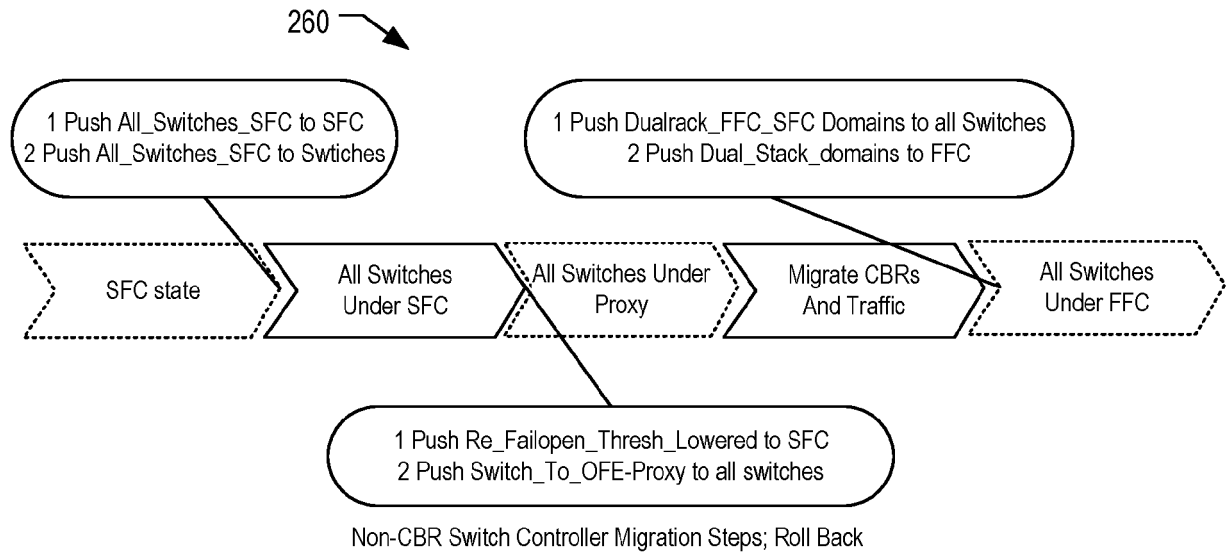 260
1 Push All_Switches_SFC to SFC
2 Push All_Switches_SFC to Swtiches
1 Push Dualrack_FFC_SFC Domains to all Switches
2 Push Dual_Stack_domains to FFC
SFC state
All Switches
Under SFC
All Switches Under
Proxy
Migrate CBRs
And Traffic
All Switches
Under FFC
1 Push Re_Failopen_Thresh_Lowered to SFC
2 Push Switch_To_OFE-Proxy to all switches
Non-CBR Switch Controller Migration Steps; Roll Back